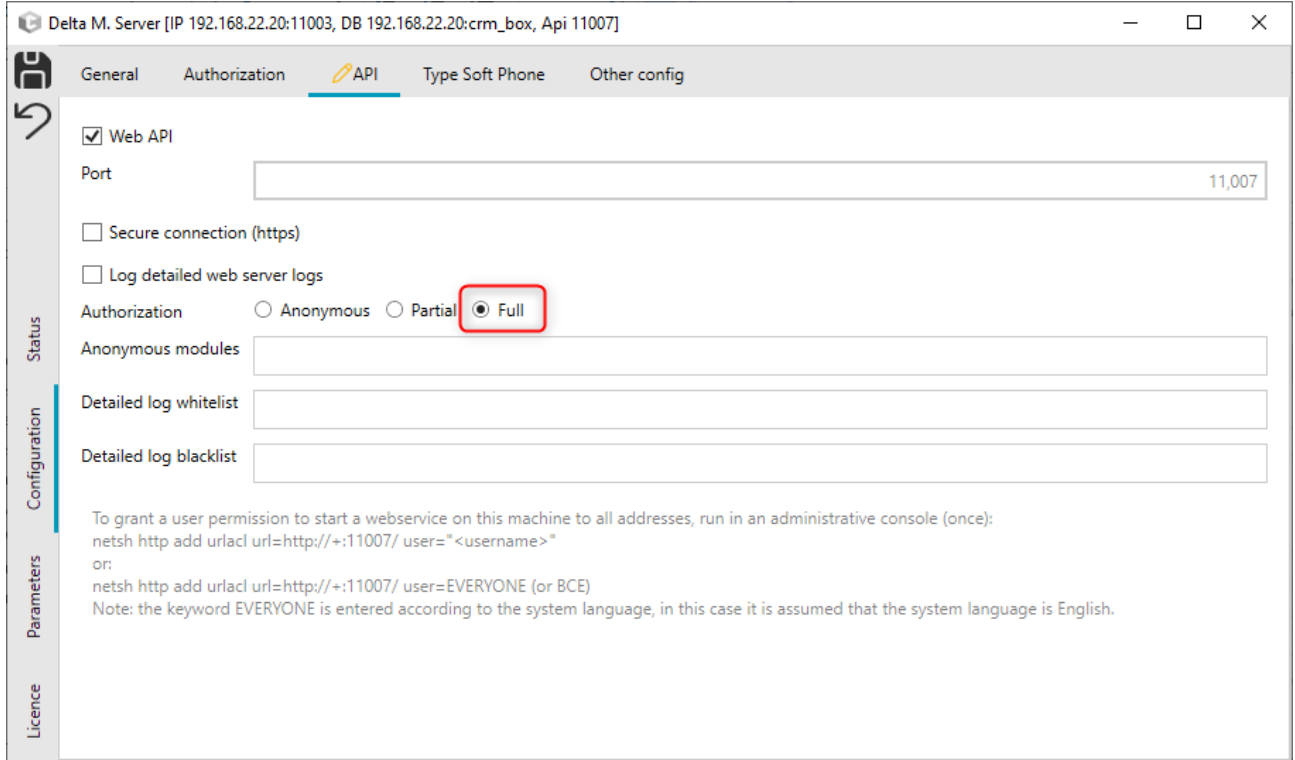 Delta M. Server [IP 192.168.22.20:11003, DB 192.168.22.20:crm_box, Api 11007]
General Authorization API Type Soft Phone Other config
Web API
Port 11,007
Secure connection (https)
Log detailed web server logs
Authorization Anonymous Partial Full
Anonymous modules
Detailed log whitelist
Detailed log blacklist
To grant a user permission to start a webservice on this machine to all addresses, run in an administrative console (once):
netsh http add urlacl url=http://+:11007/ user="<username>"
or:
netsh http add urlacl url=http://+:11007/ user=EVERYONE (or BCE)
Note: the keyword EVERYONE is entered according to the system language, in this case it is assumed that the system language is English.
Status
Configuration
Parameters
Licence